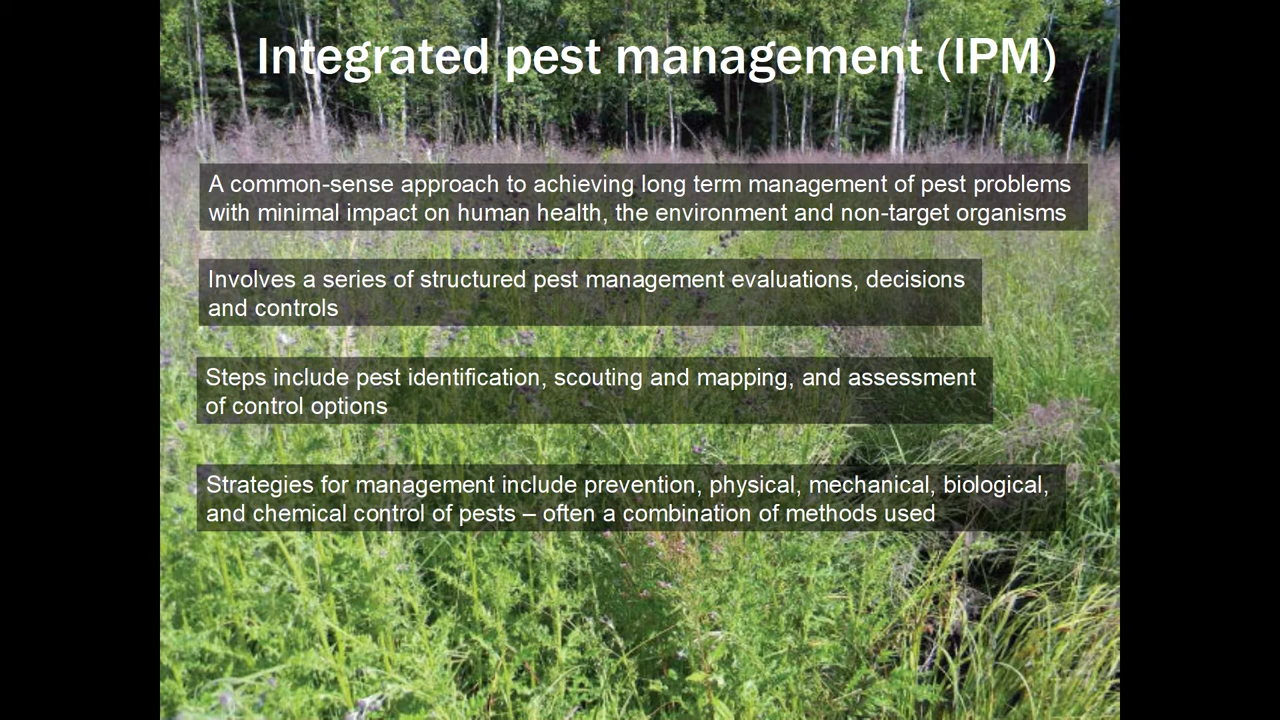 Integrated pest management (IPM)
A common-sense approach to achieving long term management of pest problems
with minimal impact on human health, the environment and non-target organisms
Involves a series of structured pest management evaluations, decisions
and controls
Steps include pest identification, scouting and mapping, and assessment
of control options
Strategies for management include prevention, physical, mechanical, biological,
and chemical control of pests – often a combination of methods used